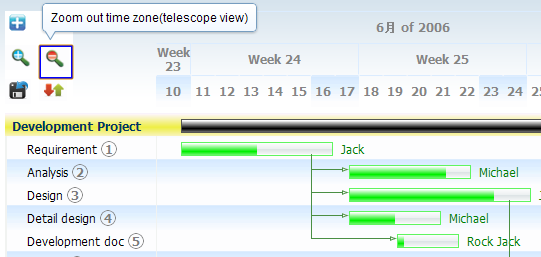 Zoom out time zone(telescope view)
6月 of 2006
Week 23
Week 24
Week 25
10 11 12 13 14 15 16 17 18 19 20 21 22 23 24
Development Project
Requirement 1 Jack
Analysis 2 Michael
Design 3 Jack
Detail design 4 Michael
Development doc 5 Rock Jack